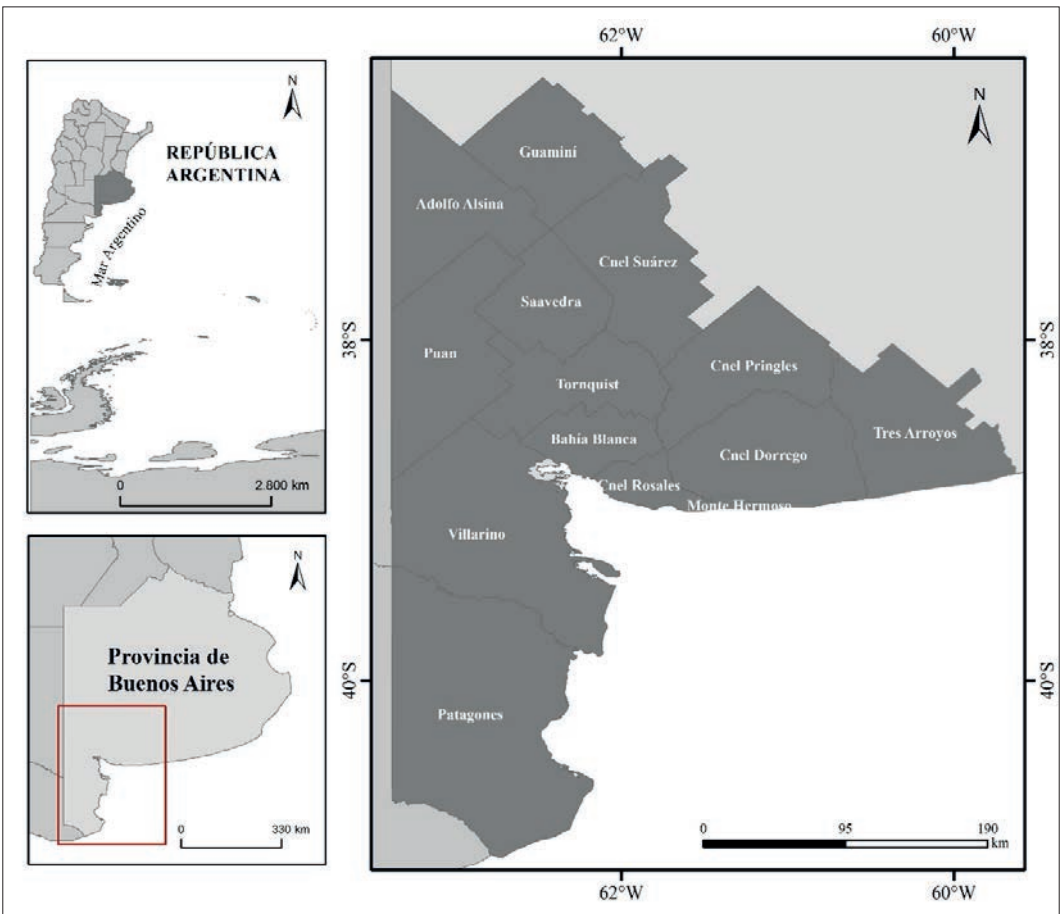 N
REPÚBLICA
ARGENTINA
Mar Argentino
0
2.800 km
N
Provincia de
Buenos Aires
0
330 km
62°W
60°W
N
Guaminí
Adolfo Alsina
Cnel Suárez
Saavedra
38°S
38°S
Puan
Cnel Pringles
Tornquist
Tres Arroyos
Bahía Blanca
Cnel Dorrego
Cnel Rosales
Monte Hermoso
Villarino
40°S
40°S
Patagones
0
95
190
km
62°W
60°W